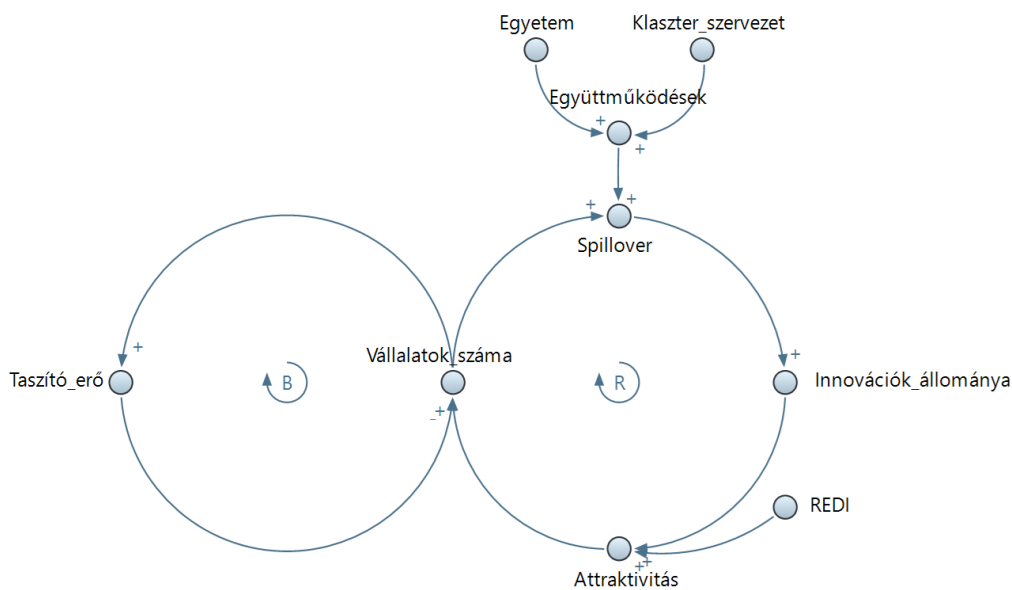 Egyetem
Klaszter_szervezet
Együttműködések
+
+
+
+
Spillover
+
Vállalatok_száma
+
Taszító_erő
B
R
Innovációk_állománya
_+
REDI
++
Attraktivitás